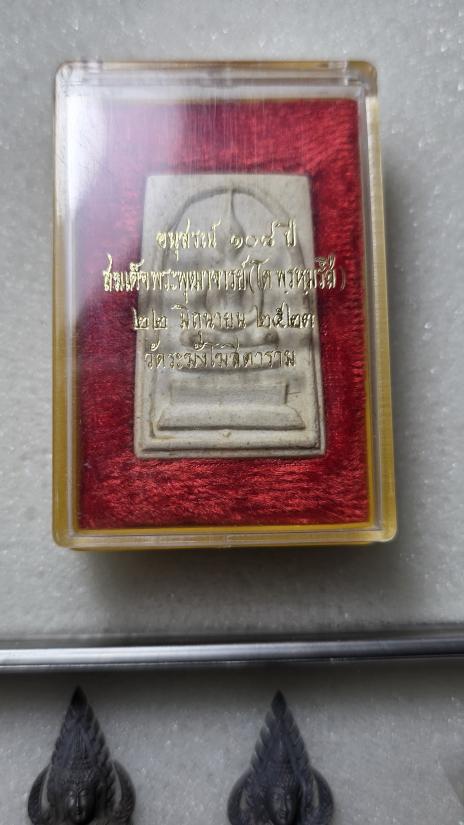 อนุสรณ์ ๑๐๘ ปี
สมเด็จพระพุฒาจารย์(โต พรหฺมรํสี)
๒๒ มิถุนายน ๒๕๒๓
วัดระฆังโฆสิตาราม